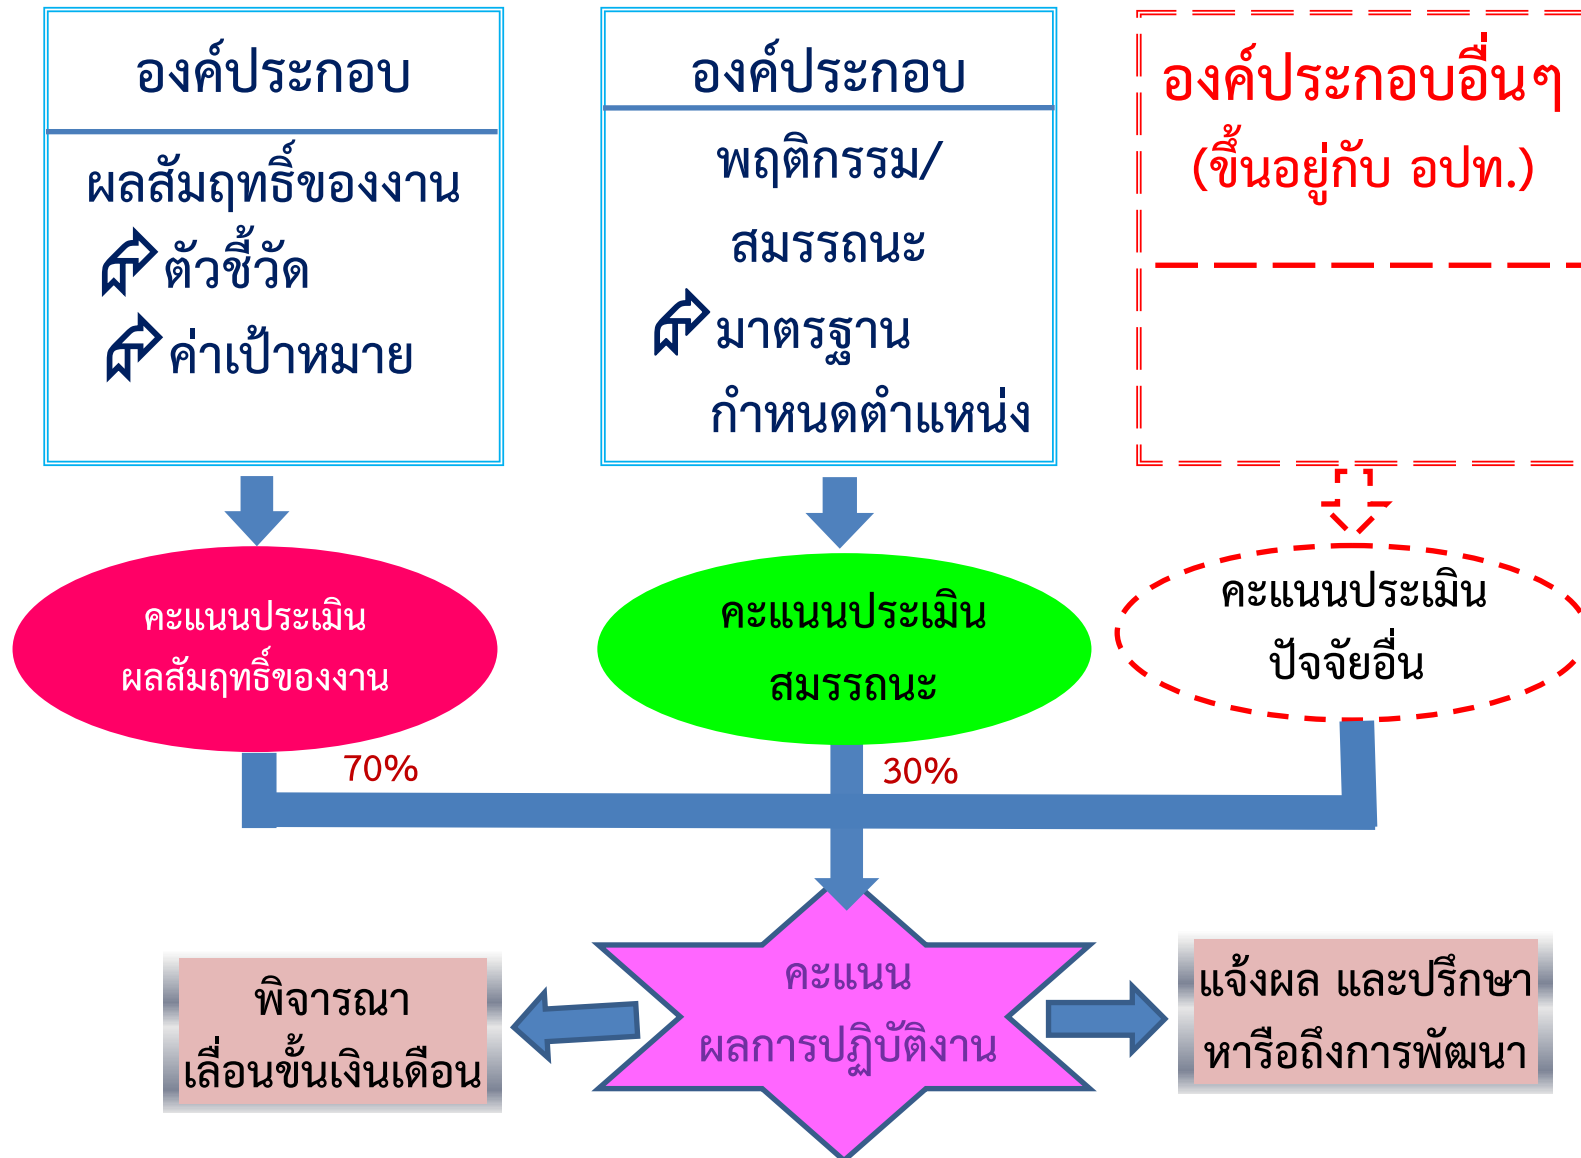 องค์ประกอบ
ผลสัมฤทธิ์ของงาน
ตัวชี้วัด
ค่าเป้าหมาย
องค์ประกอบ
พฤติกรรม/
สมรรถนะ
มาตรฐาน
กำหนดตำแหน่ง
องค์ประกอบอื่นๆ
(ขึ้นอยู่กับ อปท.)
คะแนนประเมิน
ผลสัมฤทธิ์ของงาน
คะแนนประเมิน
สมรรถนะ
คะแนนประเมิน
ปัจจัยอื่น
70%
30%
พิจารณา
เลื่อนขั้นเงินเดือน
คะแนน
ผลการปฏิบัติงาน
แจ้งผล และปรึกษา
หารือถึงการพัฒนา